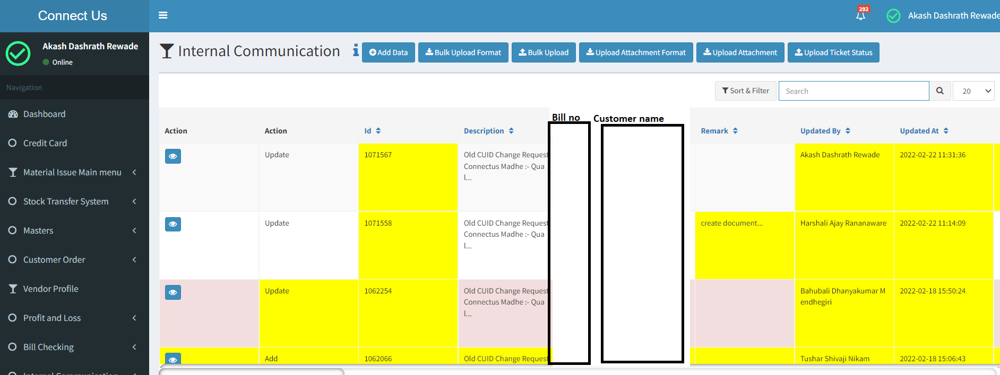 Connect Us
292
Akash Dashrath Rewade
Akash Dashrath Rewade
Online
Navigation
Dashboard
Credit Card
Material Issue Main menu
Stock Transfer System
Masters
Customer Order
Vendor Profile
Profit and Loss
Bill Checking
Internal Communication
Internal Communication
Add Data
Bulk Upload Format
Bulk Upload
Upload Attachment Format
Upload Attachment
Upload Ticket Status
Sort & Filter
Search
20
Bill no Customer name
Action Action Id Description Remark Updated By Updated At
Update 1071567 Old CUID Change Request Akash Dashrath Rewade 2022-02-22 11:31:36
Connectus Madhe :- Qua
l...
Update 1071558 Old CUID Change Request create document... Harshali Ajay Rananaware 2022-02-22 11:14:09
Connectus Madhe :- Qua
l...
Update 1062254 Old CUID Change Request Bahubali Dhanyakumar M 2022-02-18 15:50:24
Connectus Madhe :- Qua endhegiri
l...
Add 1062066 Old CUID Change Request Tushar Shivaji Nikam 2022-02-18 15:06:43